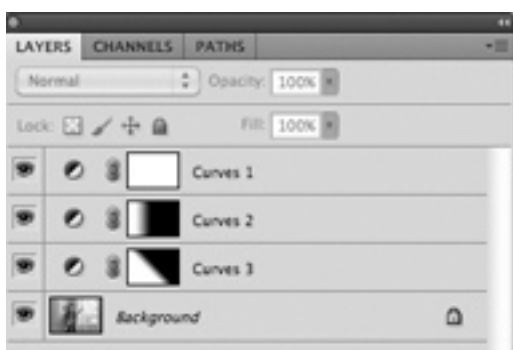 LAYERS CHANNELS PATHS
Normal Opacity: 100%
Lock: Fill: 100%
Curves 1
Curves 2
Curves 3
Background